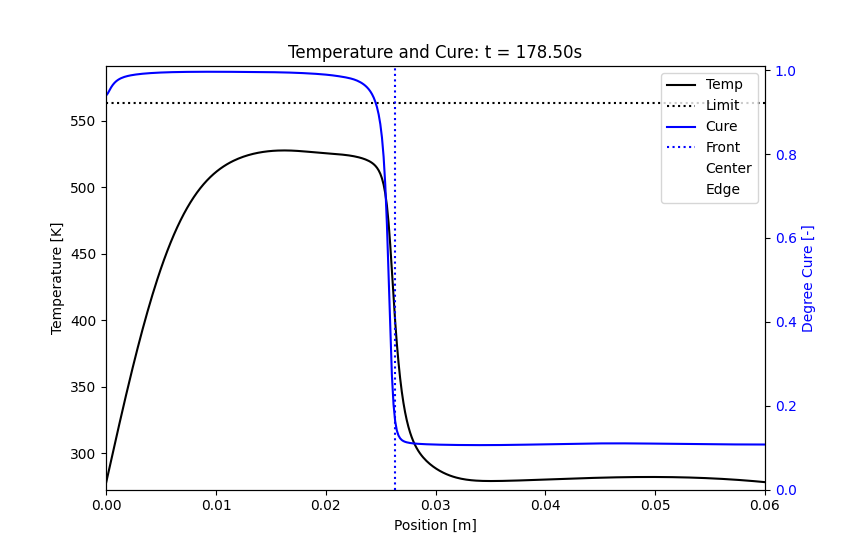 Temperature and Cure: t = 178.50s
Temp
Limit
Cure
Front
Center
Edge
550
500
450
400
350
300
Temperature [K]
1.0
0.8
0.6
0.4
0.2
0.0
Degree Cure [-]
0.00
0.01
0.02
0.03
0.04
0.05
0.06
Position [m]